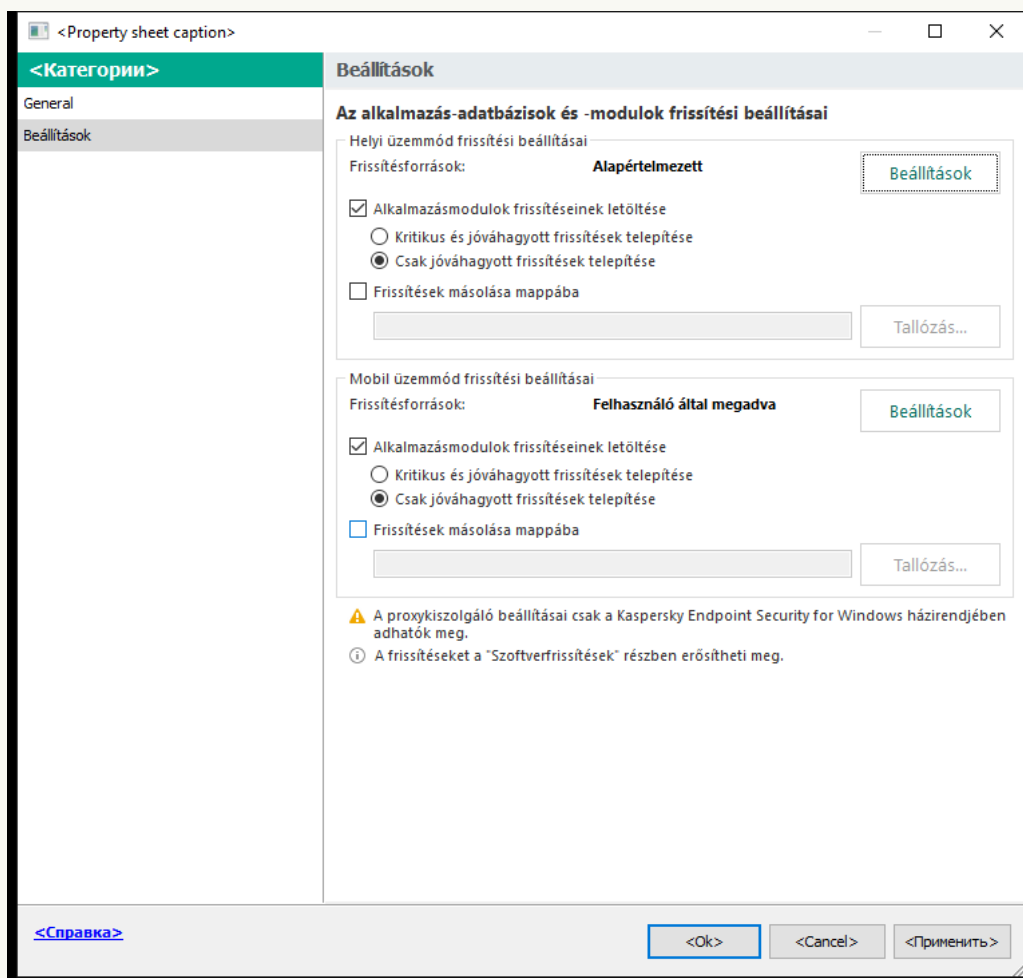 <Property sheet caption>
<Категории>
General
Beállítások
Beállítások
Az alkalmazás-adatbázisok és -modulok frissítési beállításai
Helyi üzemmód frissítési beállításai
Frissítésforrások: Alapértelmezett Beállítások
Alkalmazásmodulok frissítéseinek letöltése
Kritikus és jóváhagyott frissítések telepítése
Csak jóváhagyott frissítések telepítése
Frissítések másolása mappába
Tallózás...
Mobil üzemmód frissítési beállításai
Frissítésforrások: Felhasználó által megadva Beállítások
Alkalmazásmodulok frissítéseinek letöltése
Kritikus és jóváhagyott frissítések telepítése
Csak jóváhagyott frissítések telepítése
Frissítések másolása mappába
Tallózás...
A proxykiszolgáló beállításai csak a Kaspersky Endpoint Security for Windows házirendjében
adhatók meg.
A frissítéseket a "Szoftverfrissítések" részben erősítheti meg.
<Справка> <Ok> <Cancel> <Применить>